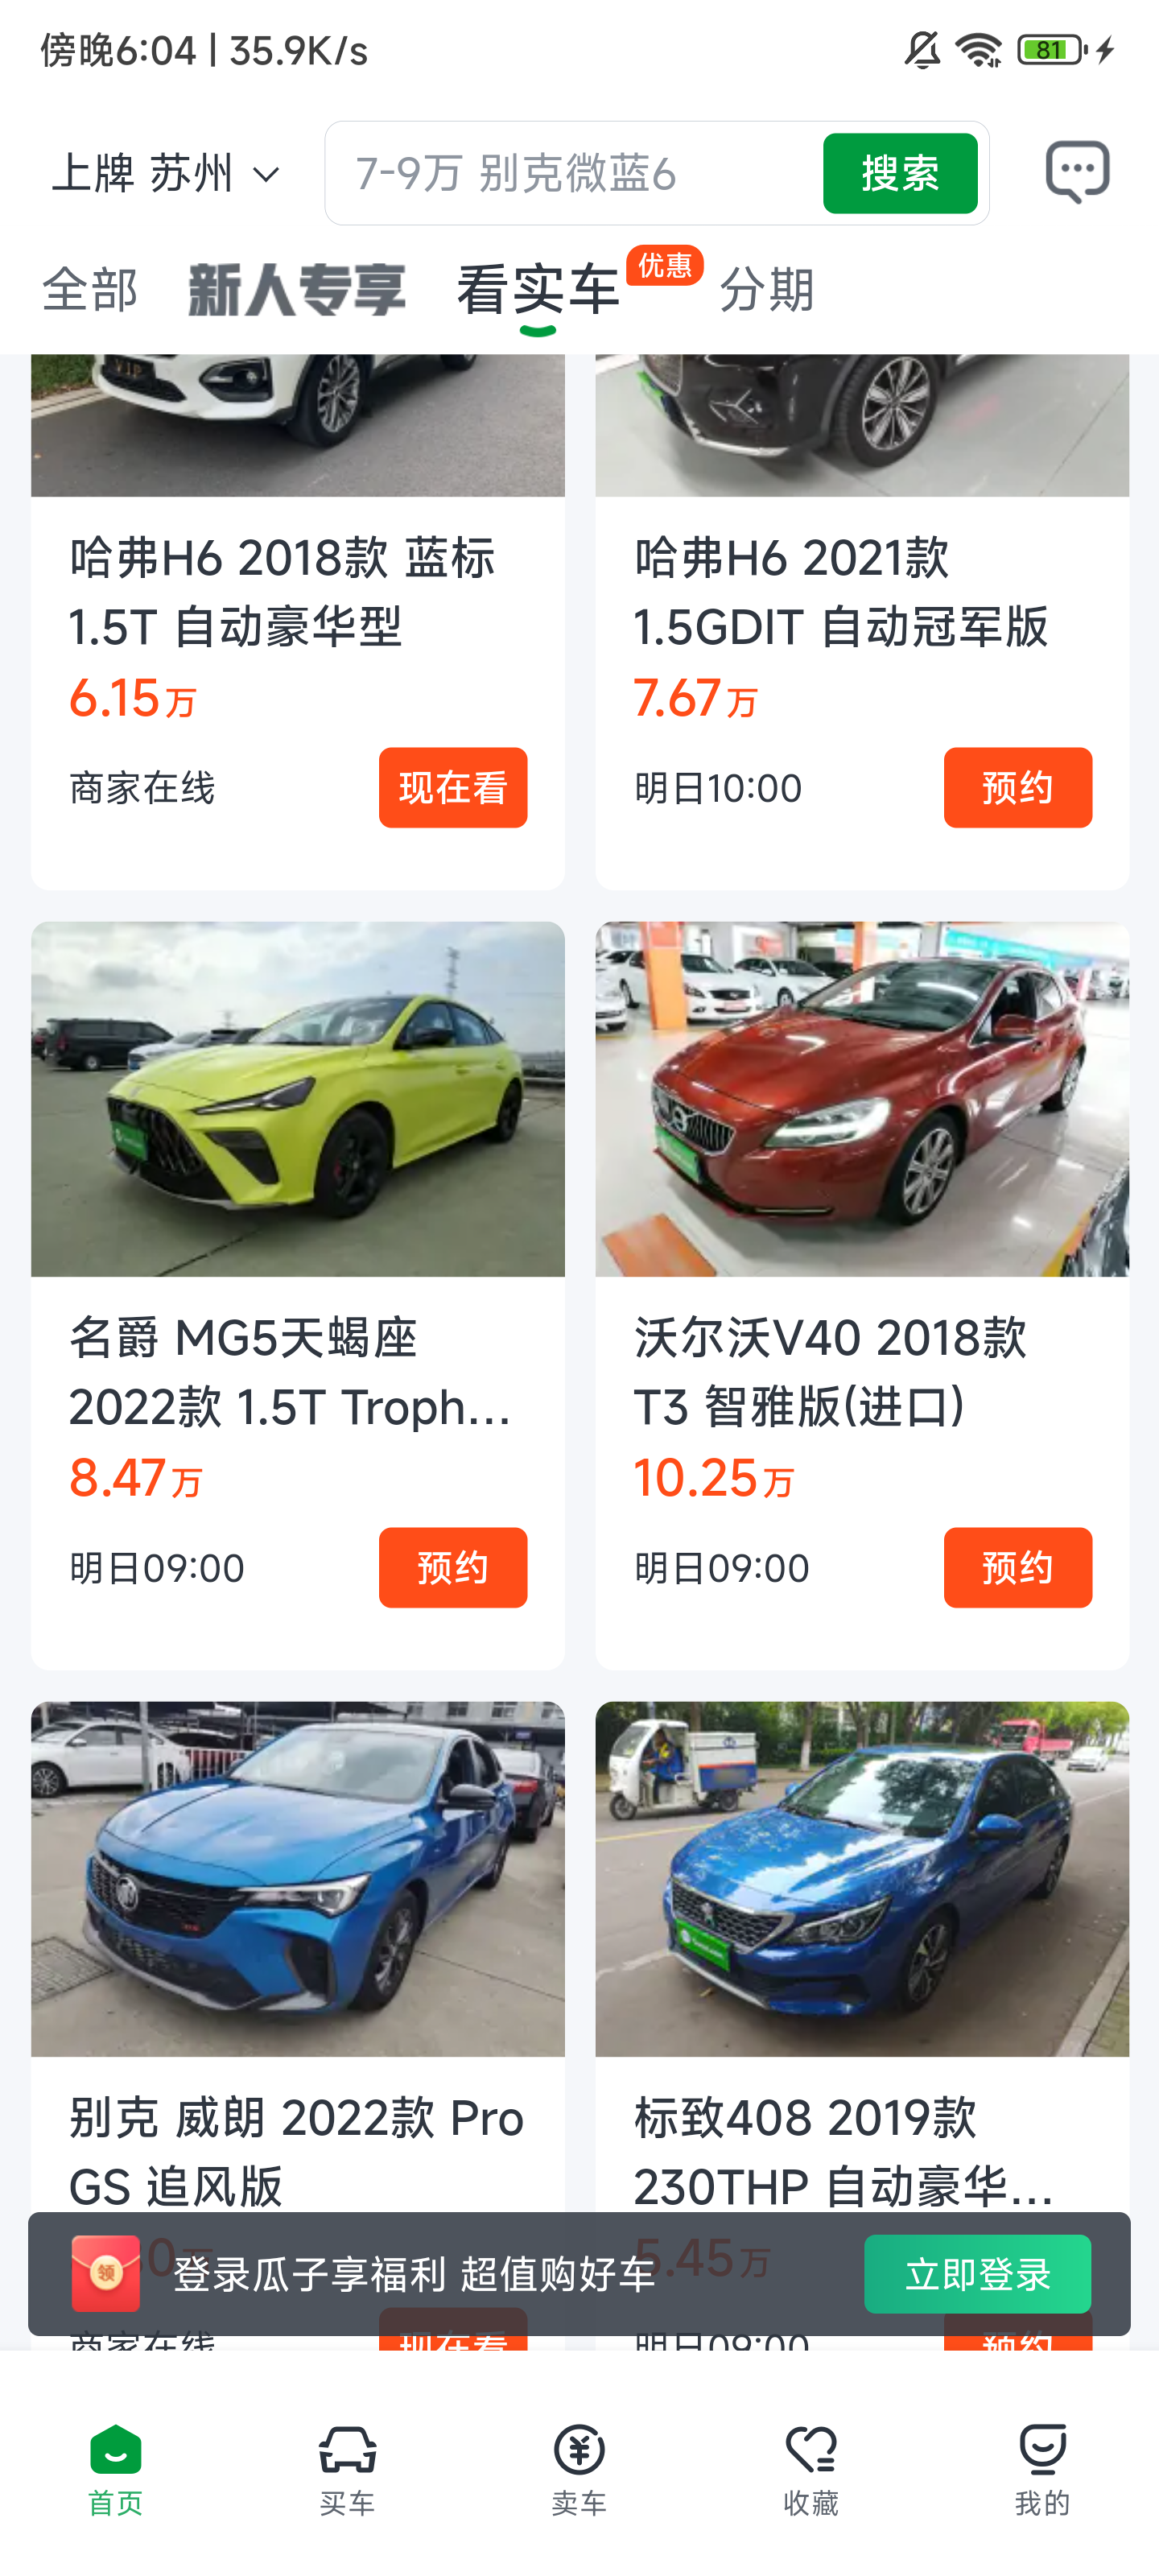 傍晚6:04 | 35.9K/s
81
上牌 苏州
7-9万 别克微蓝6
搜索
全部
新人专享
看实车
优惠
分期
VIP
哈弗H6 2018款 蓝标
1.5T 自动豪华型
6.15万
商家在线
现在看
哈弗H6 2021款
1.5GDIT 自动冠军版
7.67万
明日10:00
预约
名爵 MG5天蝎座
2022款 1.5T Troph...
8.47万
明日09:00
预约
沃尔沃V40 2018款
T3 智雅版(进口)
10.25万
明日09:00
预约
别克 威朗 2022款 Pro
GS 追风版
标致408 2019款
230THP 自动豪华...
5.45万
领
登录瓜子享福利 超值购好车
立即登录
商家在线
现在看
明日09:00
预约
首页
买车
卖车
收藏
我的